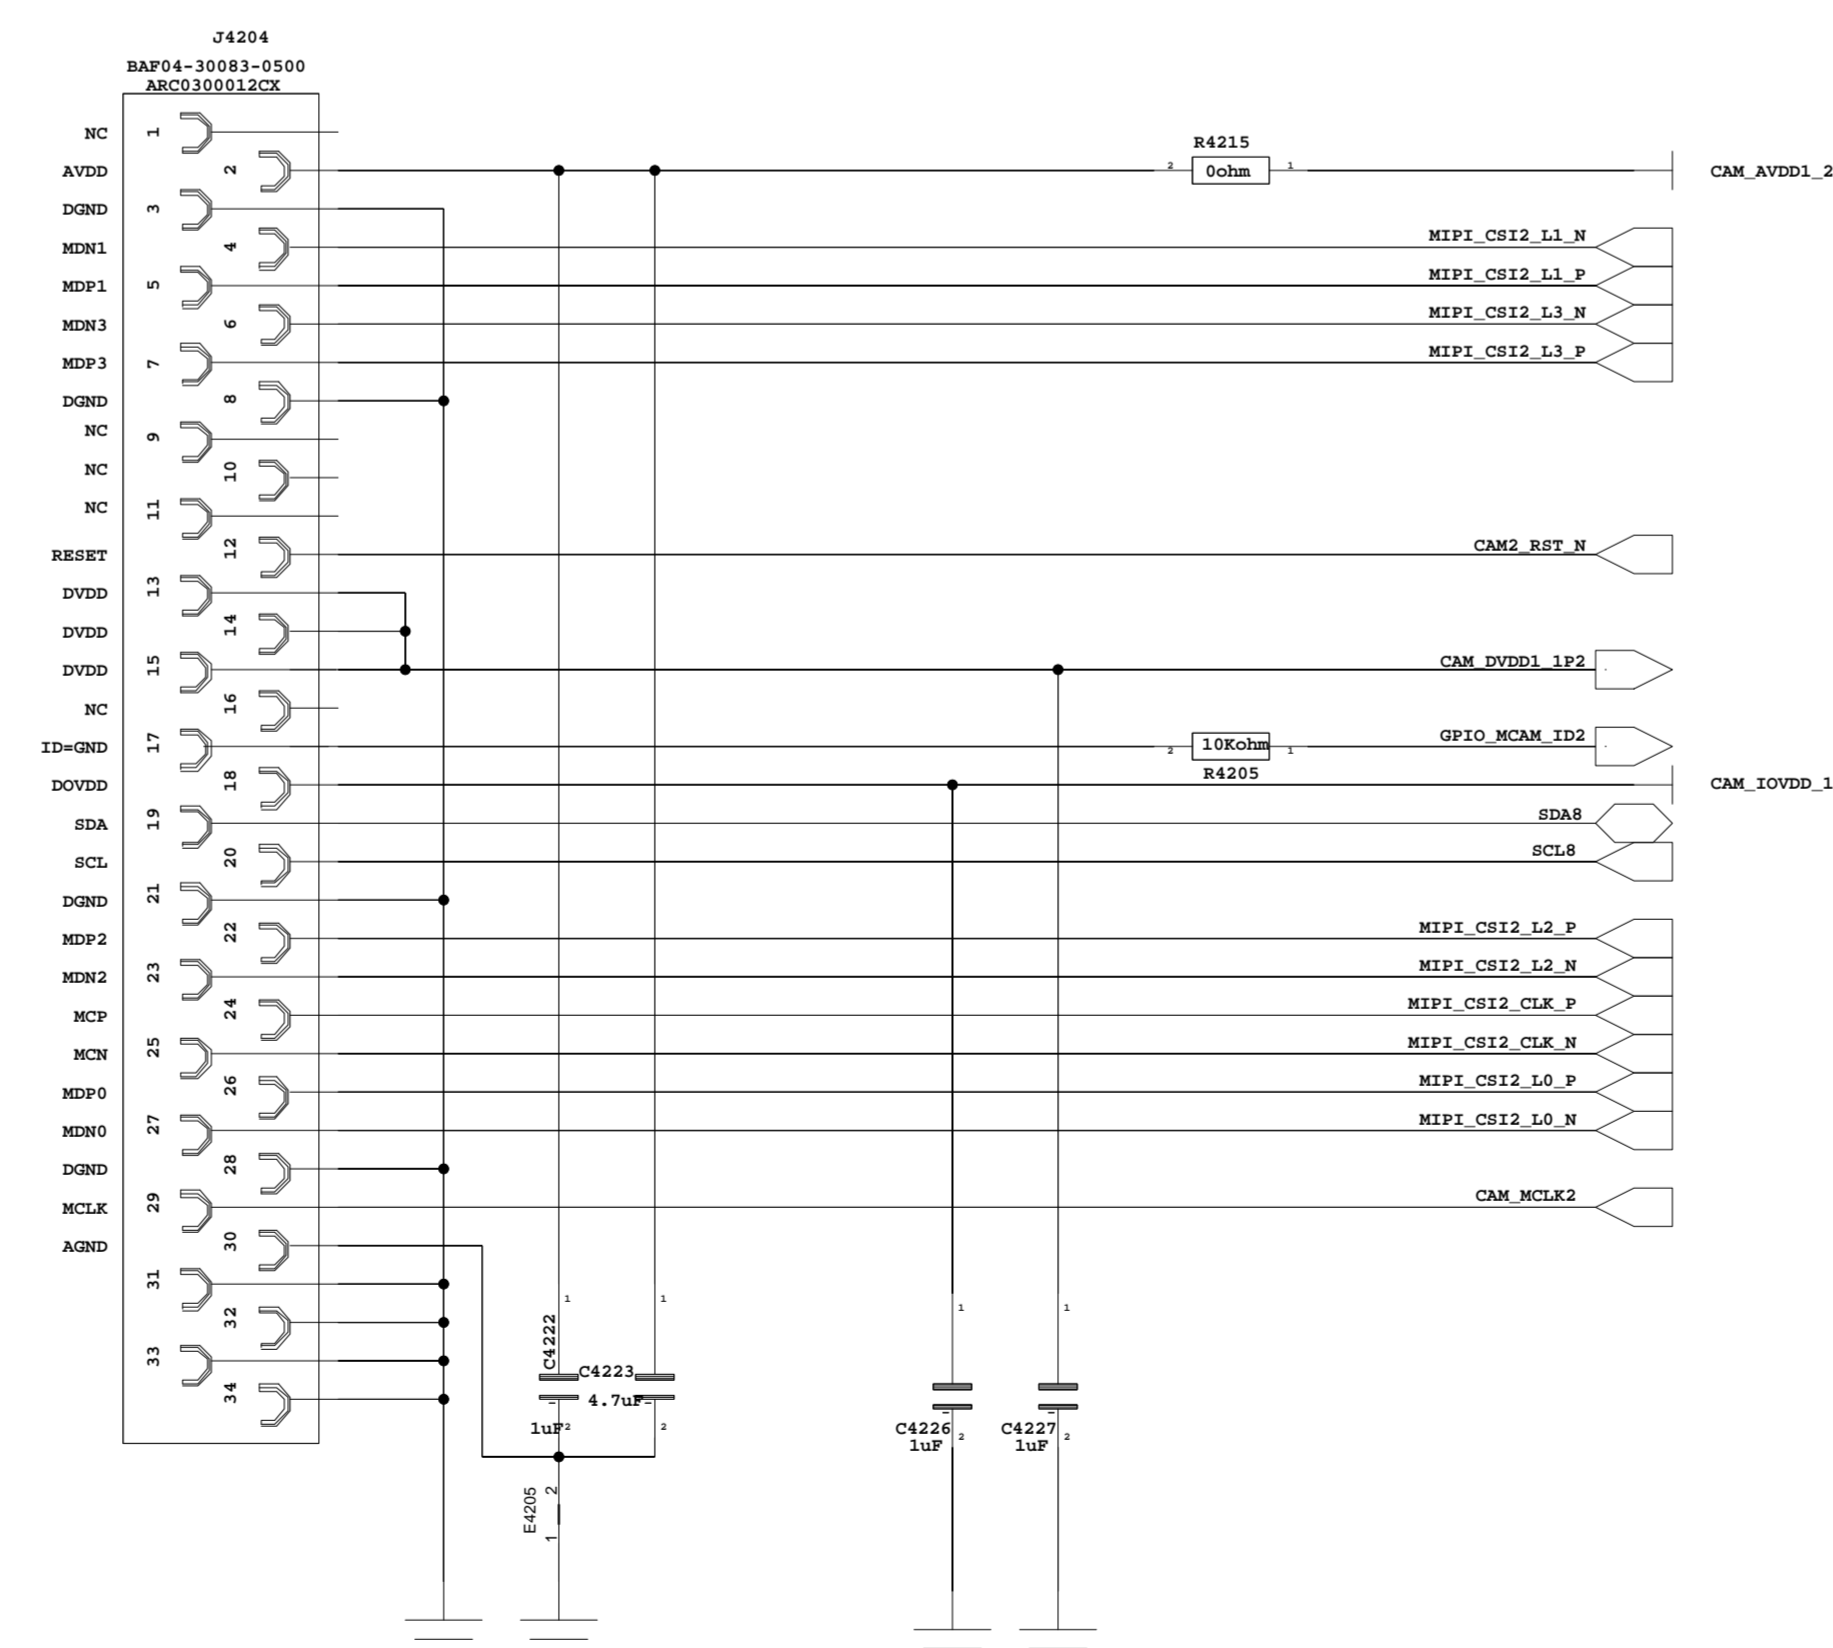 J4204
BAF04-30083-0500
ARC0300012CX
NC 1
AVDD 2
R4215
2 0ohm 1
CAM_AVDD1_2
DGND 3
MDN1 4 MIPI_CSI2_L1_N
MDP1 5 MIPI_CSI2_L1_P
MDN3 6 MIPI_CSI2_L3_N
MDP3 7 MIPI_CSI2_L3_P
DGND 8
NC 9
NC 10
NC 11
RESET 12 CAM2_RST_N
DVDD 13
DVDD 14
DVDD 15 CAM_DVDD1_1P2
NC 16
ID=GND 17 2 10Kohm 1 GPIO_MCAM_ID2
R4205
DOVDD 18 CAM_IOVDD_1
SDA 19 SDA8
SCL 20 SCL8
DGND 21
MDP2 22 MIPI_CSI2_L2_P
MDN2 23 MIPI_CSI2_L2_N
MCP 24 MIPI_CSI2_CLK_P
MCN 25 MIPI_CSI2_CLK_N
MDP0 26 MIPI_CSI2_L0_P
MDN0 27 MIPI_CSI2_L0_N
DGND 28
MCLK 29 CAM_MCLK2
AGND 30
31
32
33
34
1 1 1 1
C4222
C4223
4.7uF
1uF 2 2
C4226
1uF 2
C4227
1uF 2
E4205
2
1